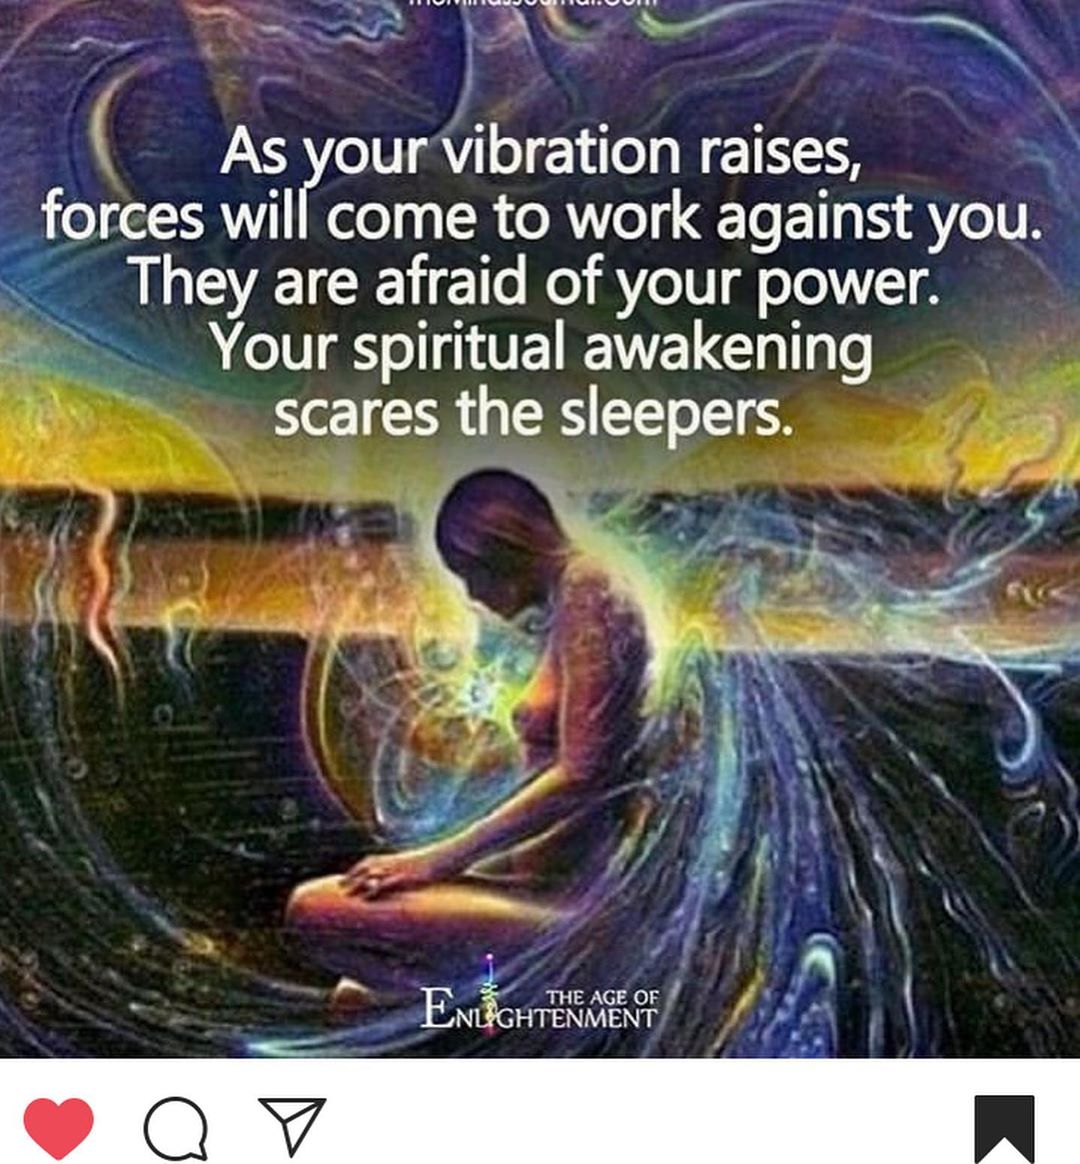 As your vibration raises,
forces will come to work against you.
They are afraid of your power.
Your spiritual awakening
scares the sleepers.
THE AGE OF
ENLIGHTENMENT